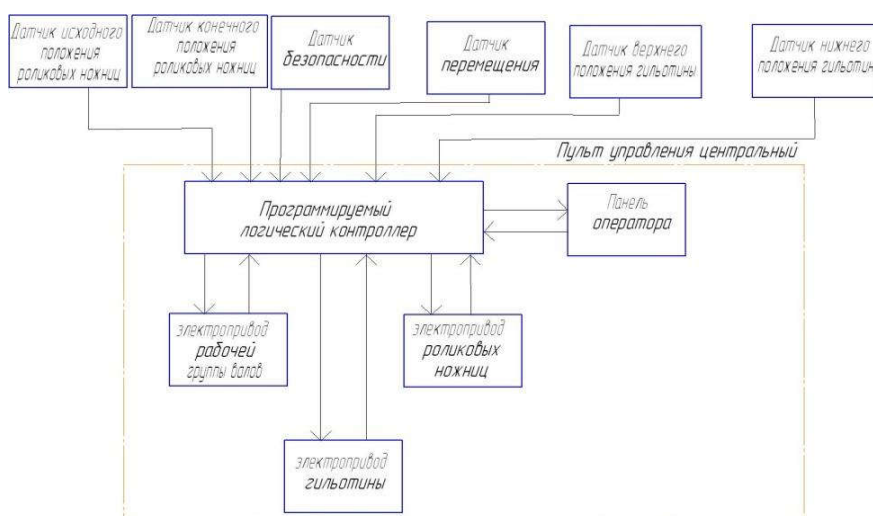 Датчик исходного
положения
роликовых ножниц
Датчик конечного
положения
роликовых ножниц
Датчик
безопасности
Датчик
перемещения
Датчик верхнего
положения гильотины
Датчик нижнего
положения гильотин
Пульт управления центральный
Программируемый
логический контроллер
Панель
оператора
электропривод
рабочей
группы валов
электропривод
роликовых
ножниц
электропривод
гильотины